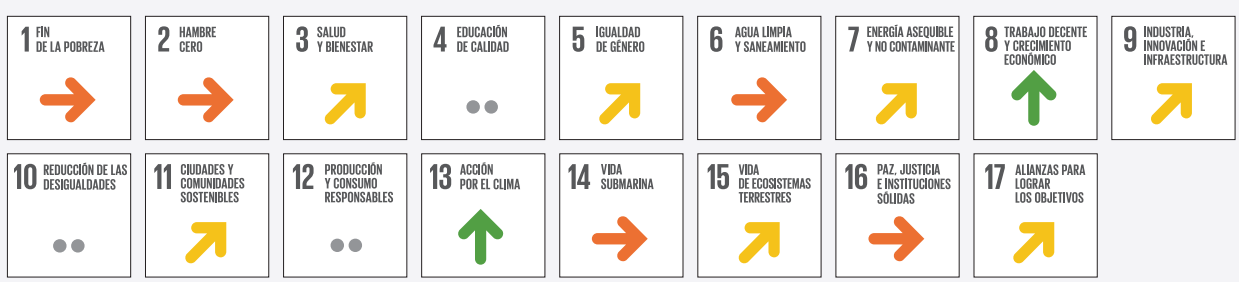 1 FIN
DE LA POBREZA
2 HAMBRE
CERO
3 SALUD
Y BIENESTAR
4 EDUCACIÓN
DE CALIDAD
5 IGUALDAD
DE GÉNERO
6 AGUA LIMPIA
Y SANEAMIENTO
7 ENERGÍA ASEQUIBLE
Y NO CONTAMINANTE
8 TRABAJO DECENTE
Y CRECIMIENTO
ECONÓMICO
9 INDUSTRIA,
INNOVACIÓN E
INFRAESTRUCTURA
10 REDUCCIÓN DE LAS
DESIGUALDADES
11 CIUDADES Y
COMUNIDADES
SOSTENIBLES
12 PRODUCCIÓN
Y CONSUMO
RESPONSABLES
13 ACCIÓN
POR EL CLIMA
14 VIDA
SUBMARINA
15 VIDA
DE ECOSISTEMAS
TERRESTRES
16 PAZ, JUSTICIA
E INSTITUCIONES
SÓLIDAS
17 ALIANZAS PARA
LOGRAR
LOS OBJETIVOS